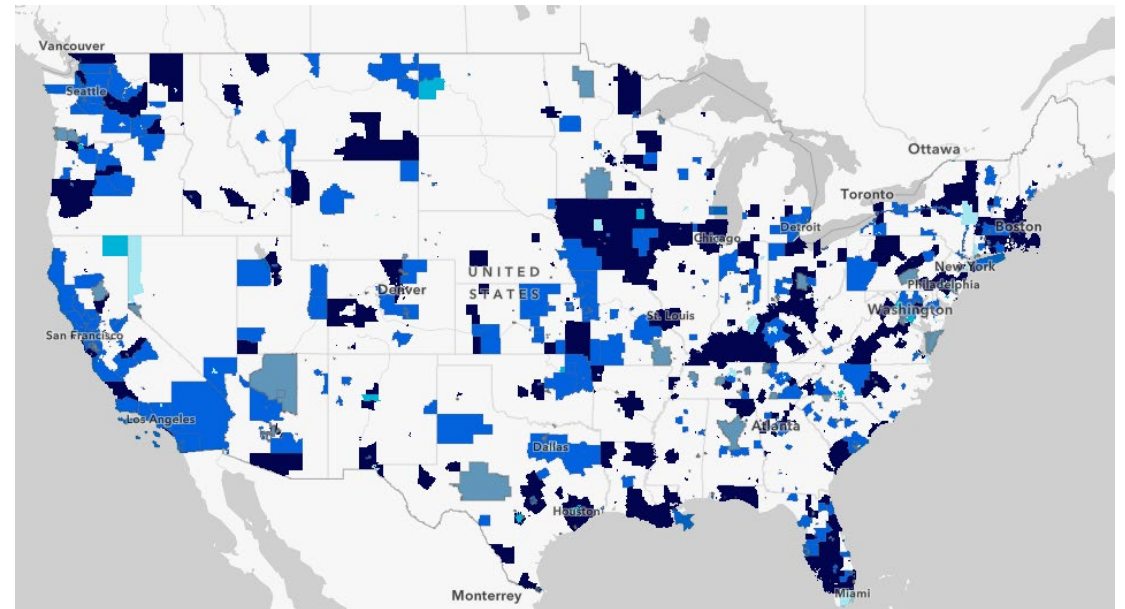 Vancouver
Seattle
Ottawa
Toronto
Boston
Detroit
Chicago
New York
Philadelphia
UNITED
STATES
Denver
St. Louis
Washington
San Francisco
Los Angeles
Atlanta
Dallas
Houston
Miami
Monterrey